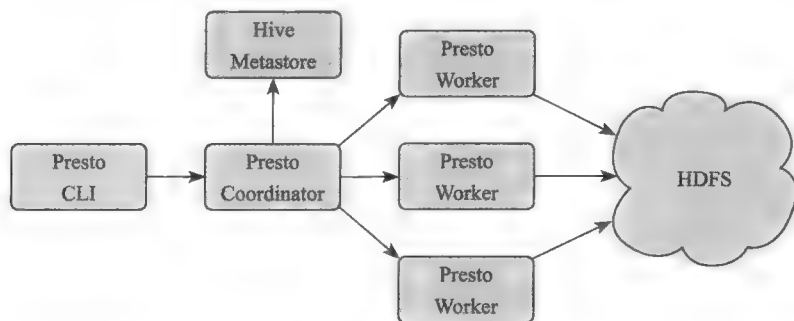 Hive
Metastore
Presto
Worker
Presto
CLI
Presto
Coordinator
Presto
Worker
HDFS
Presto
Worker